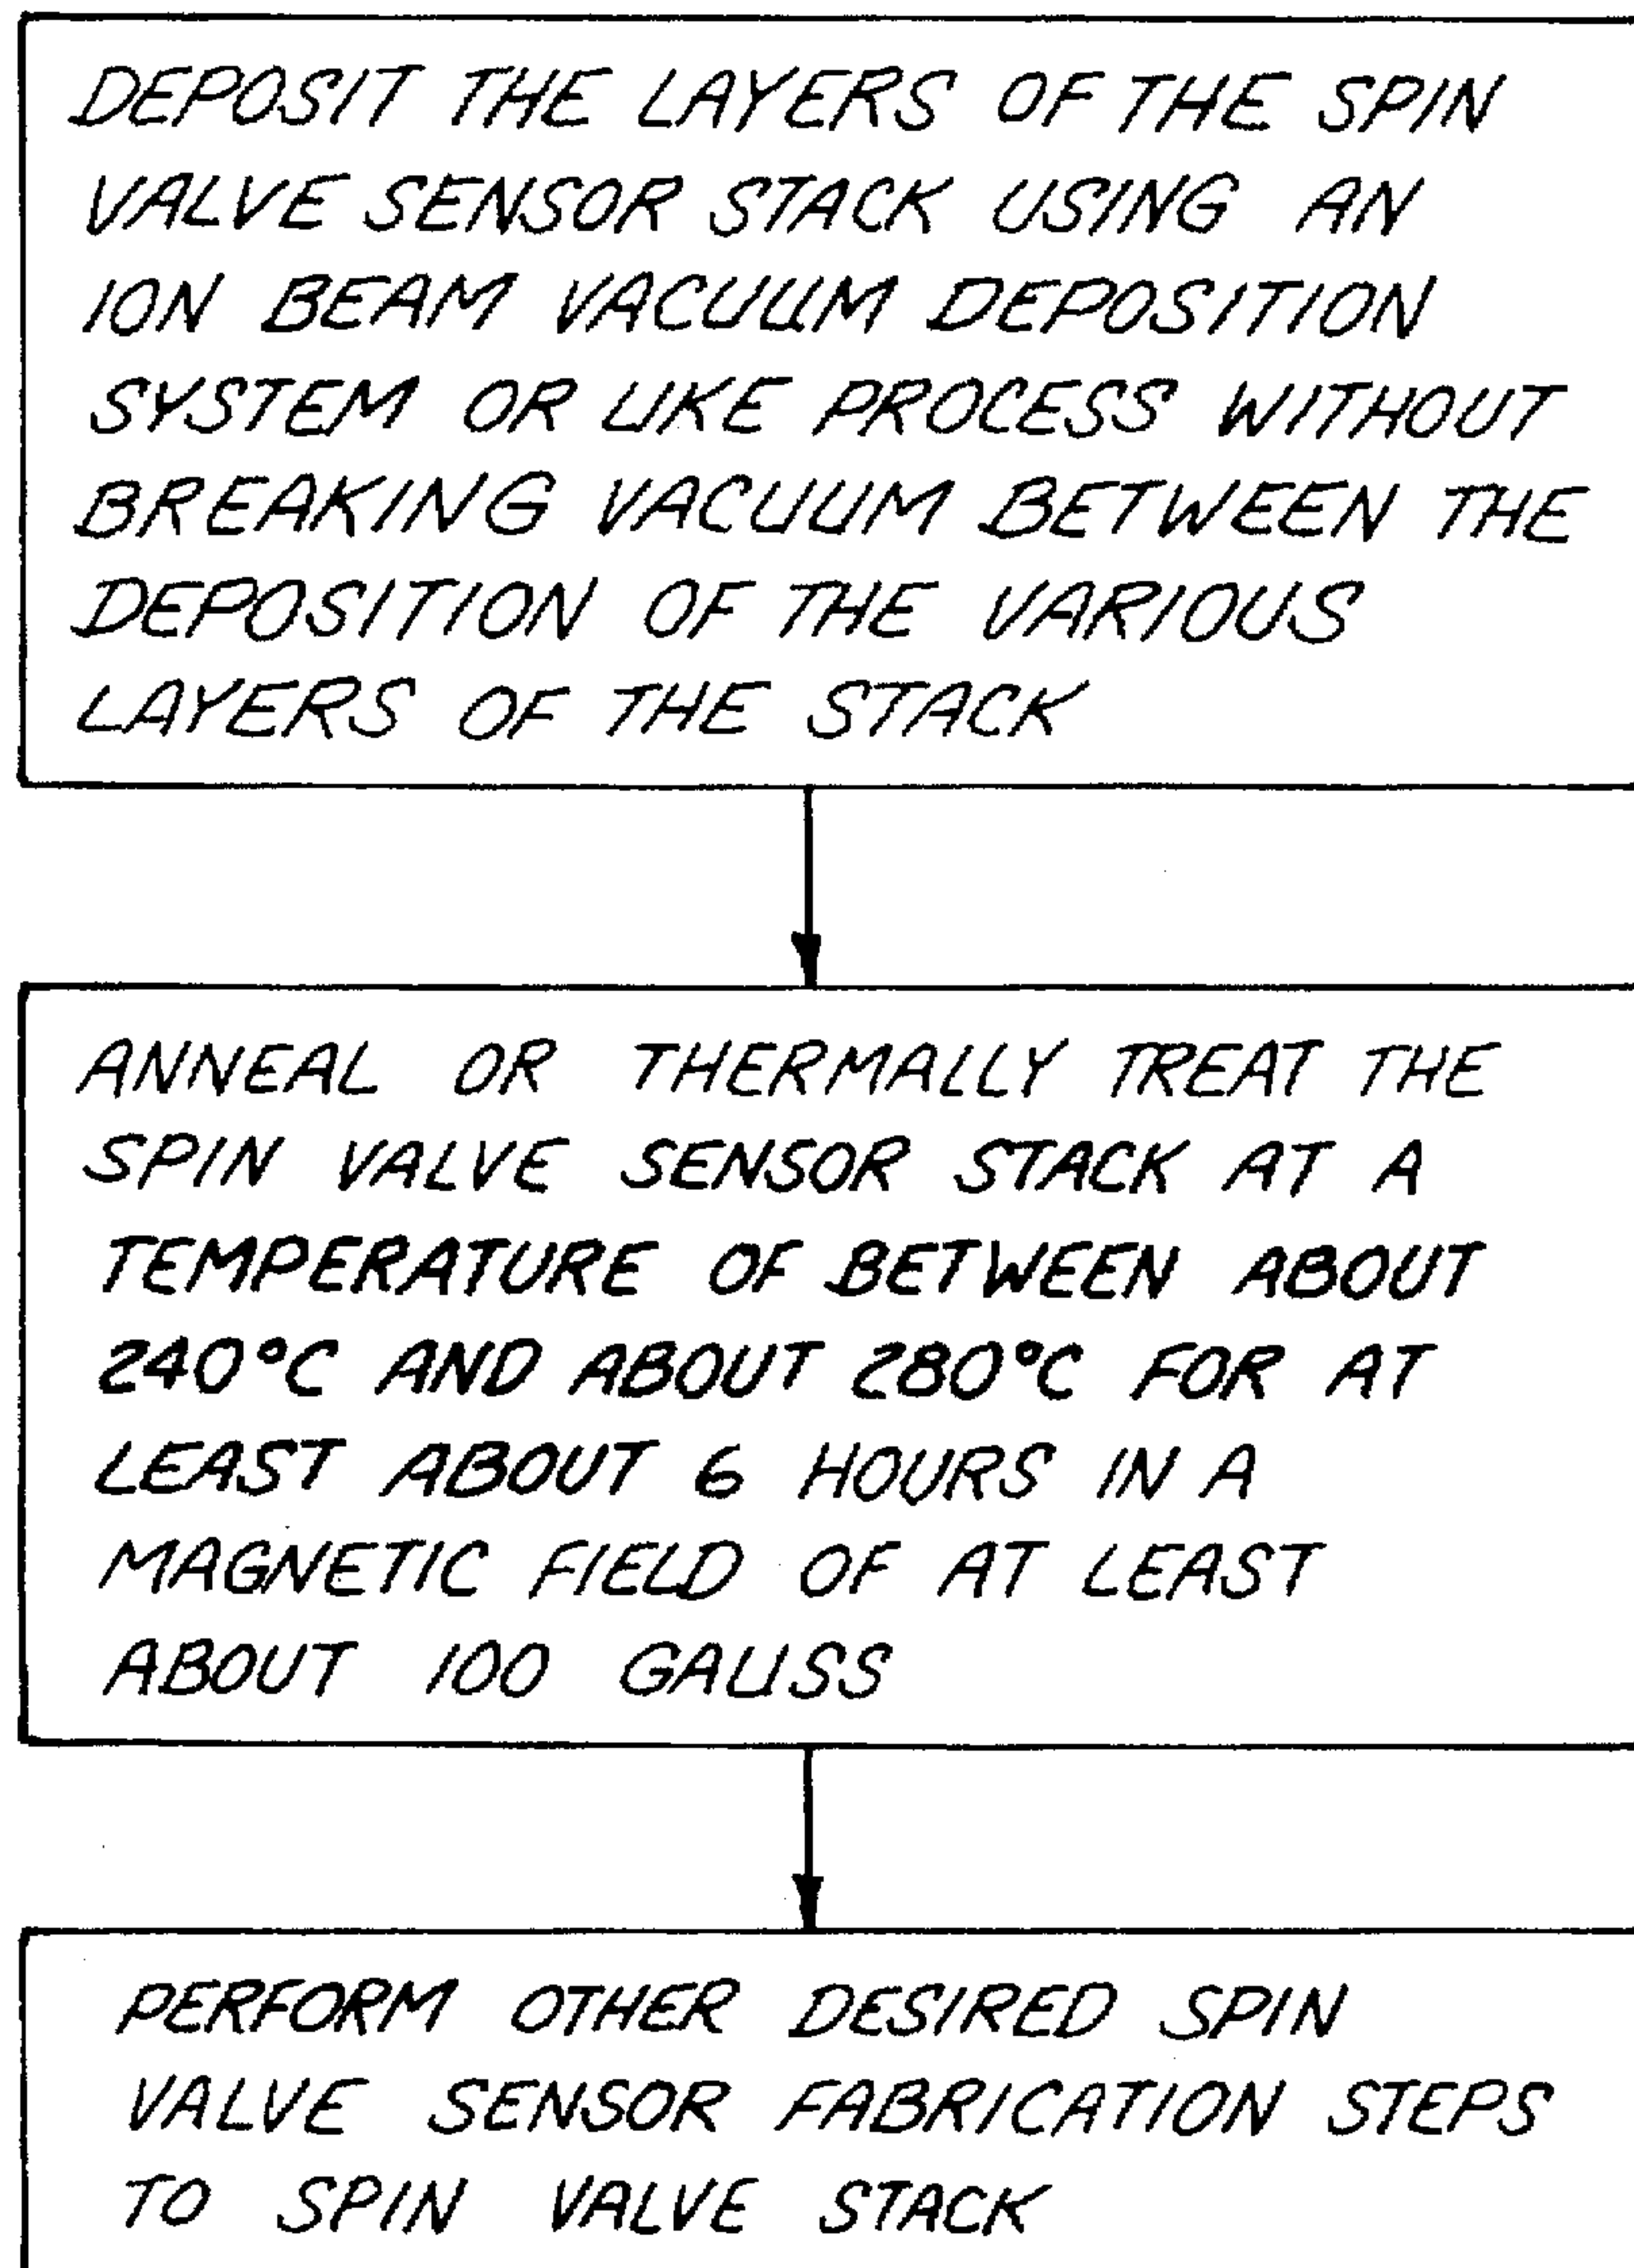 DEPOSIT THE LAYERS OF THE SPIN
VALVE SENSOR STACK USING AN
ION BEAM VACUUM DEPOSITION
SYSTEM OR LIKE PROCESS WITHOUT
BREAKING VACUUM BETWEEN THE
DEPOSITION OF THE VARIOUS
LAYERS OF THE STACK
ANNEAL OR THERMALLY TREAT THE
SPIN VALVE SENSOR STACK AT A
TEMPERATURE OF BETWEEN ABOUT
240°C AND ABOUT 280°C FOR AT
LEAST ABOUT 6 HOURS IN A
MAGNETIC FIELD OF AT LEAST
ABOUT 100 GAUSS
PERFORM OTHER DESIRED SPIN
VALVE SENSOR FABRICATION STEPS
TO SPIN VALVE STACK